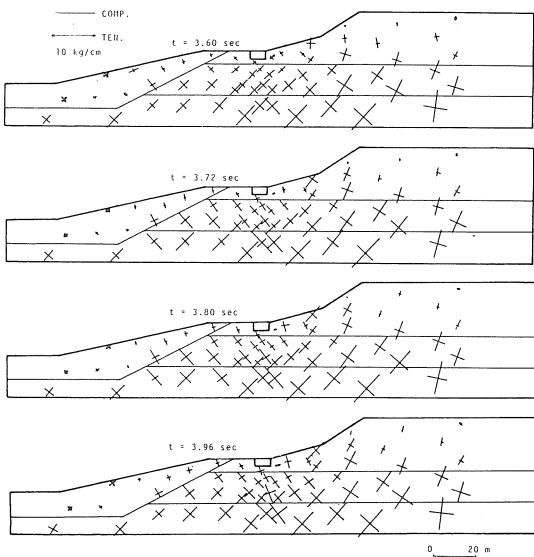 COMP.
TEN.
10 kg/cm
t = 3.60 sec
t = 3.72 sec
t = 3.80 sec
t = 3.96 sec
0 20 m